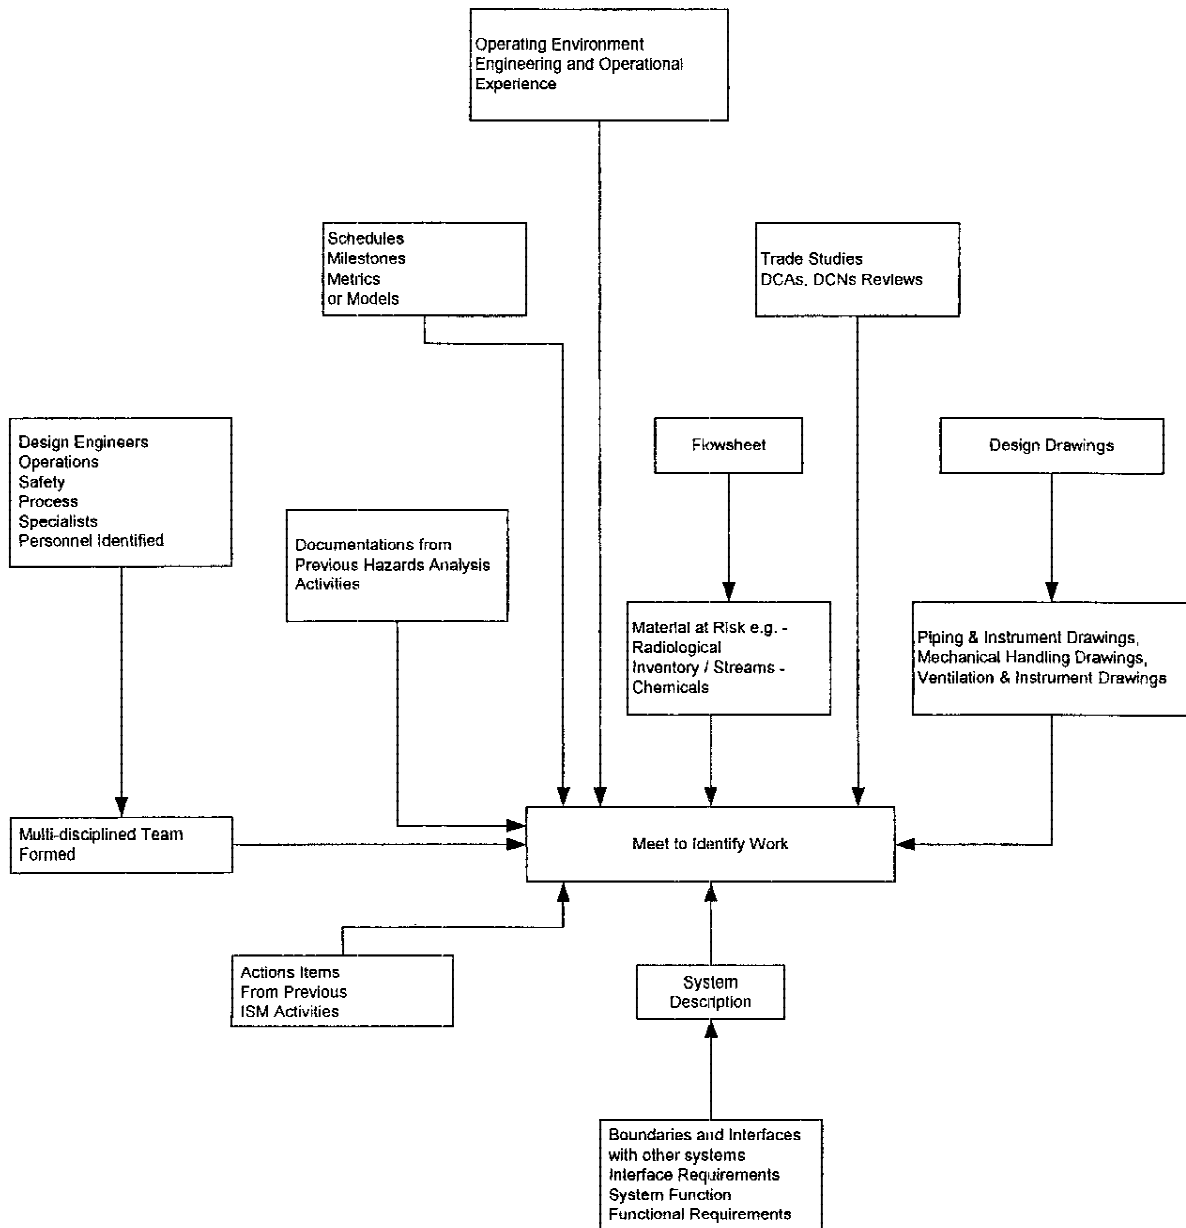 Operating Environment
Engineering and Operational
Experience
Schedules
Milestones
Metrics
or Models
Trade Studies
DCAs, DCNs Reviews
Design Engineers
Operations
Safety
Process
Specialists
Personnel Identified
Flowsheet
Design Drawings
Documentations from
Previous Hazards Analysis
Activities
Material at Risk e.g. -
Radiological
Inventory / Streams -
Chemicals
Piping & Instrument Drawings,
Mechanical Handling Drawings,
Ventilation & Instrument Drawings
Multi-disciplined Team
Formed
Meet to Identify Work
Actions Items
From Previous
ISM Activities
System
Description
Boundaries and Interfaces
with other systems
Interface Requirements
System Function
Functional Requirements